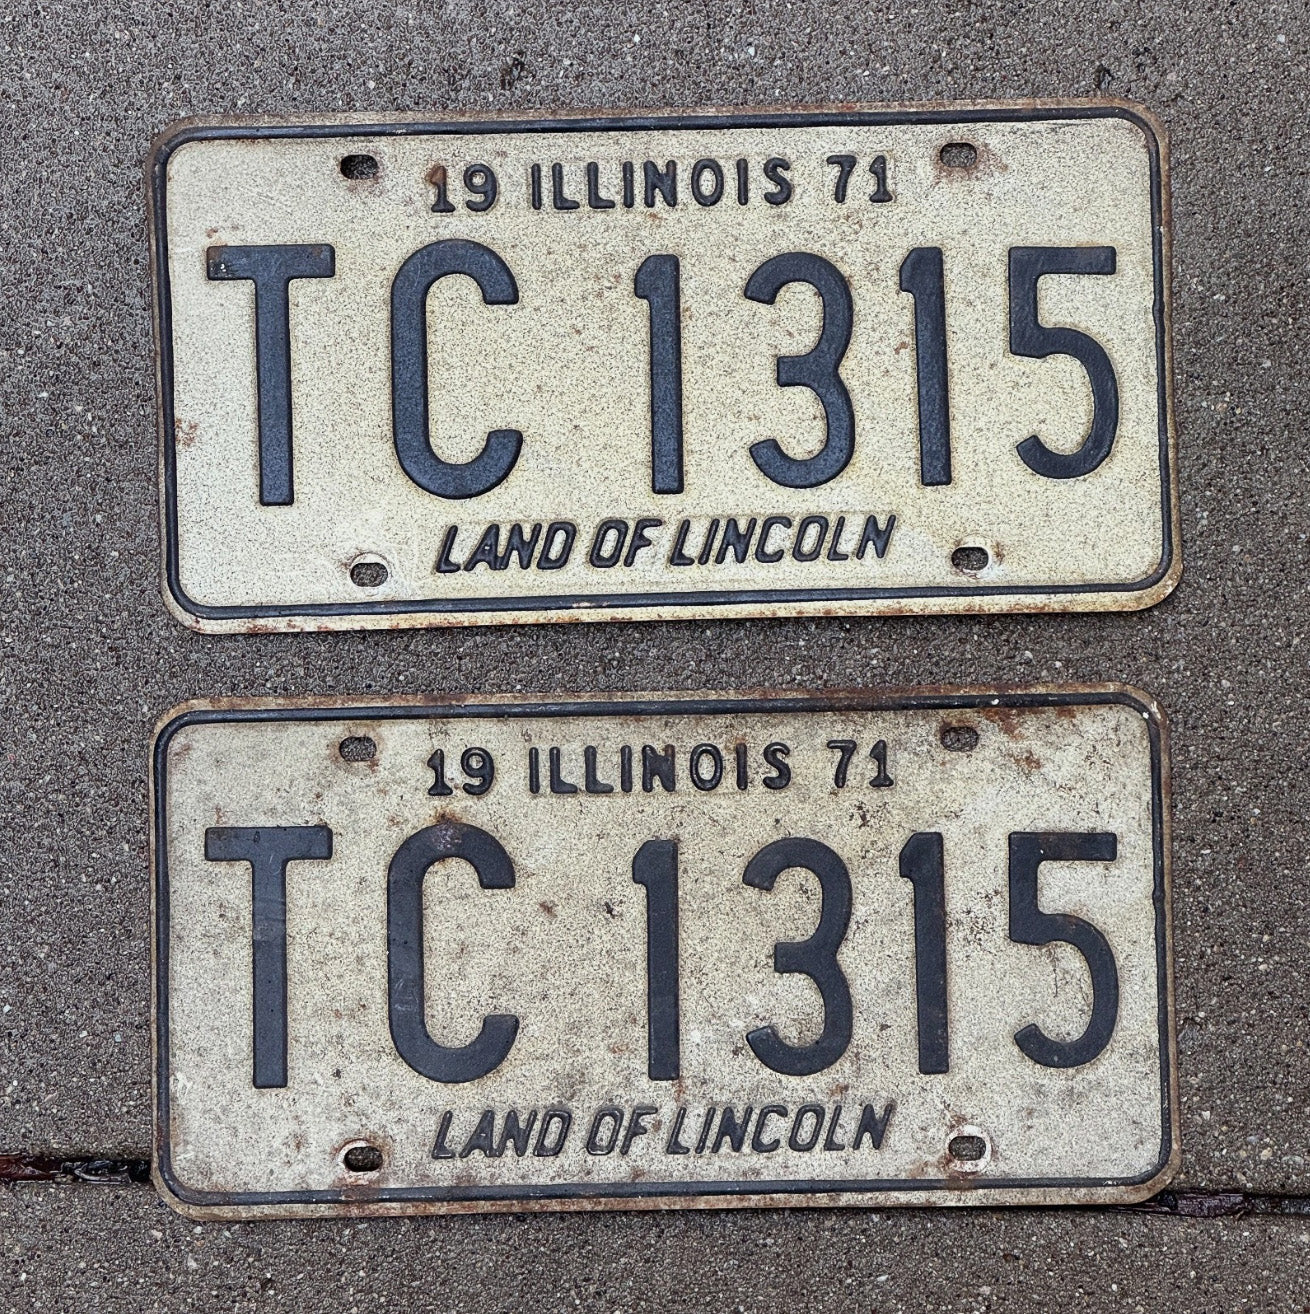 19 ILLINOIS 71
TC 1315
LAND OF LINCOLN
19 ILLINOIS 71
TC 1315
LAND OF LINCOLN